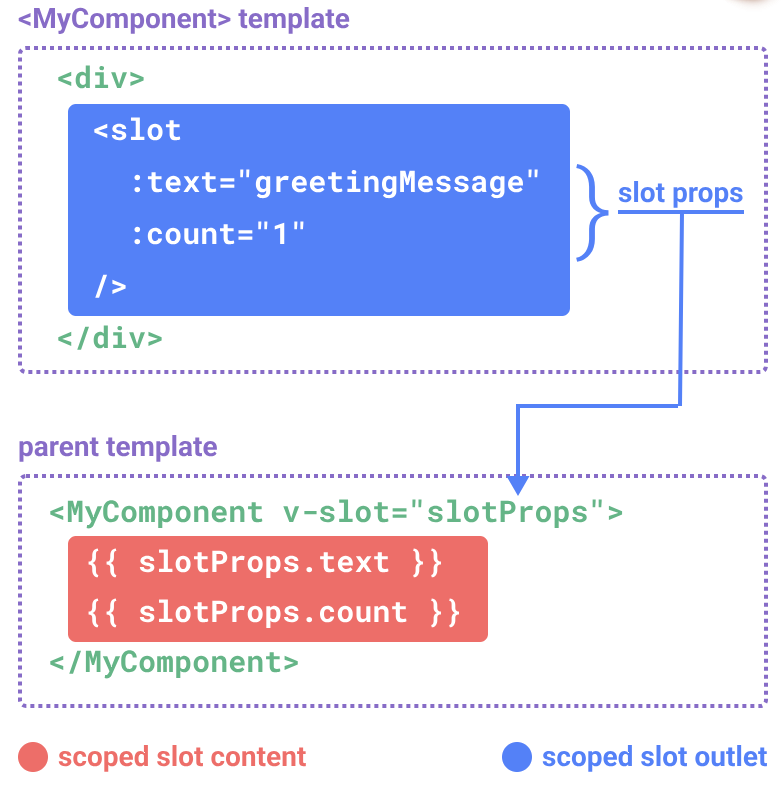 <MyComponent> template
<div>
<slot
:text="greetingMessage"
:count="1"
/>
</div>
slot props
parent template
<MyComponent v-slot="slotProps">
{{ slotProps.text }}
{{ slotProps.count }}
</MyComponent>
scoped slot content
scoped slot outlet